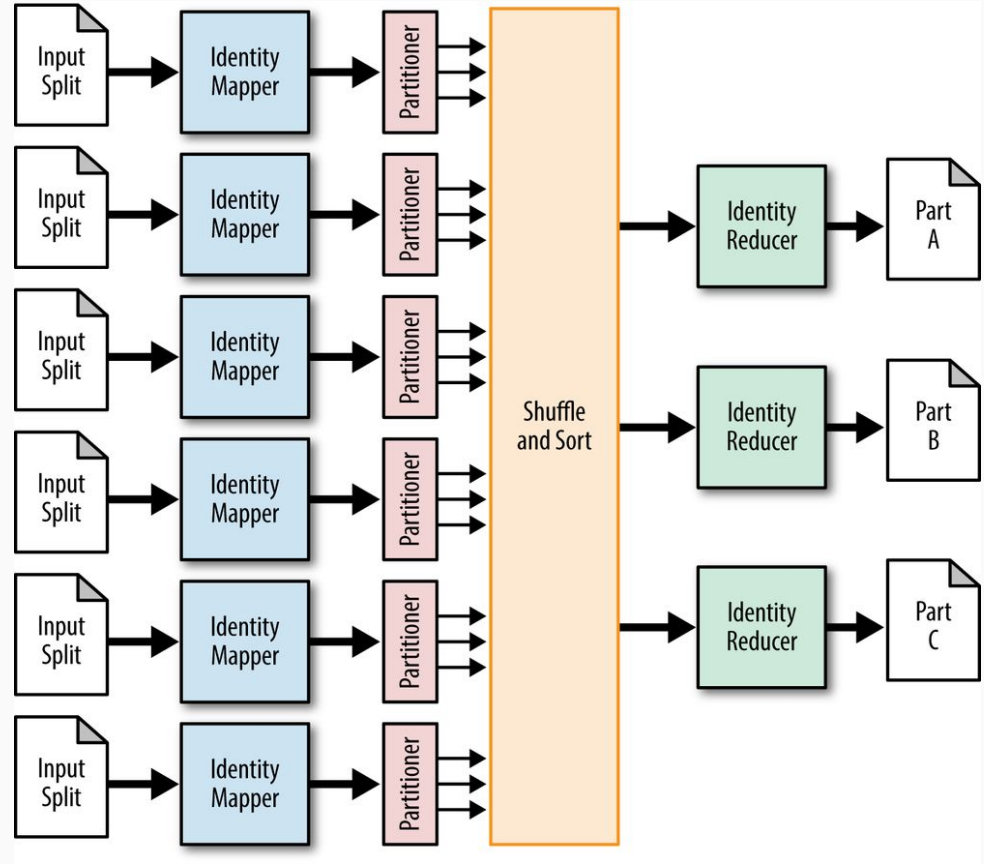 Input
Split
Identity
Mapper
Partitioner
Input
Split
Identity
Mapper
Partitioner
Input
Split
Identity
Mapper
Partitioner
Input
Split
Identity
Mapper
Partitioner
Input
Split
Identity
Mapper
Partitioner
Input
Split
Identity
Mapper
Partitioner
Shuffle
and Sort
Identity
Reducer
Part
A
Identity
Reducer
Part
B
Identity
Reducer
Part
C